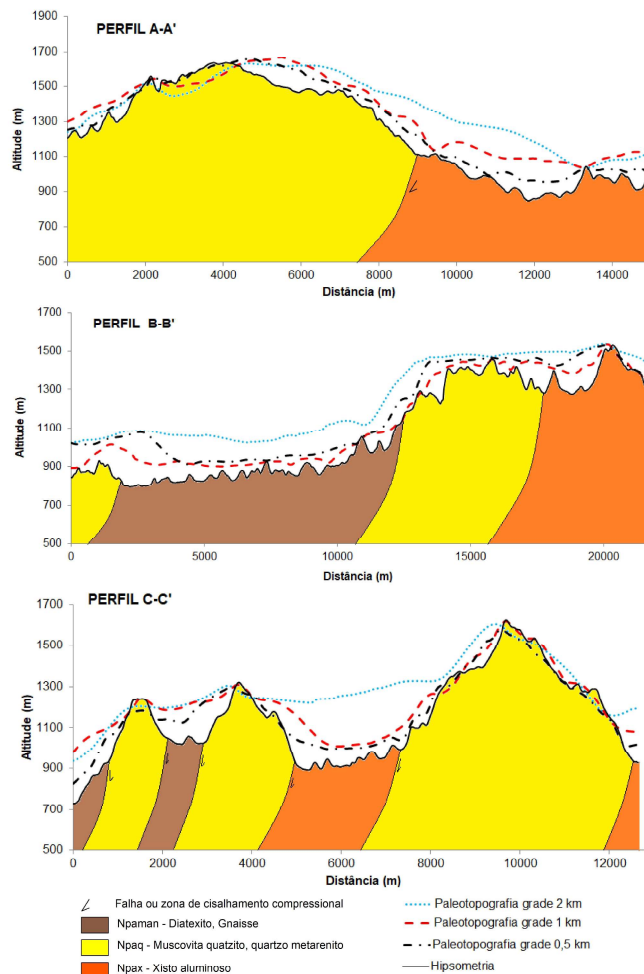 PERFIL A-A'
Altitude (m)
1900
1700
1500
1300
1100
900
700
500
0 2000 4000 6000 8000 10000 12000 14000
Distância (m)
PERFIL B-B'
Altitude (m)
1700
1500
1300
1100
900
700
500
0 5000 10000 15000 20000
Distância (m)
PERFIL C-C'
Altitude (m)
1700
1500
1300
1100
900
700
500
0 2000 4000 6000 8000 10000 12000
Distância (m)
Falha ou zona de cisalhamento compressional
Npaman - Diatexito, Gnaisse
Npaq - Muscovita quatzito, quartzo metarenito
Npax - Xisto aluminoso
Paleotopografia grade 2 km
Paleotopografia grade 1 km
Paleotopografia grade 0,5 km
Hipsometria